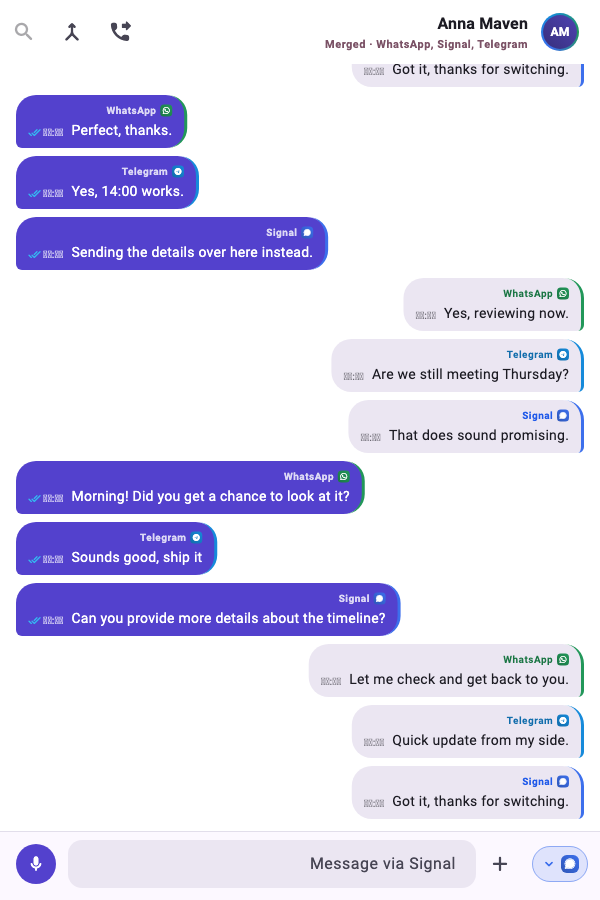 Anna Maven
Merged · WhatsApp, Signal, Telegram
AM
Got it, thanks for switching.
WhatsApp
Perfect, thanks.
Telegram
Yes, 14:00 works.
Signal
Sending the details over here instead.
WhatsApp
Yes, reviewing now.
Telegram
Are we still meeting Thursday?
Signal
That does sound promising.
WhatsApp
Morning! Did you get a chance to look at it?
Telegram
Sounds good, ship it
Signal
Can you provide more details about the timeline?
WhatsApp
Let me check and get back to you.
Telegram
Quick update from my side.
Signal
Got it, thanks for switching.
Message via Signal